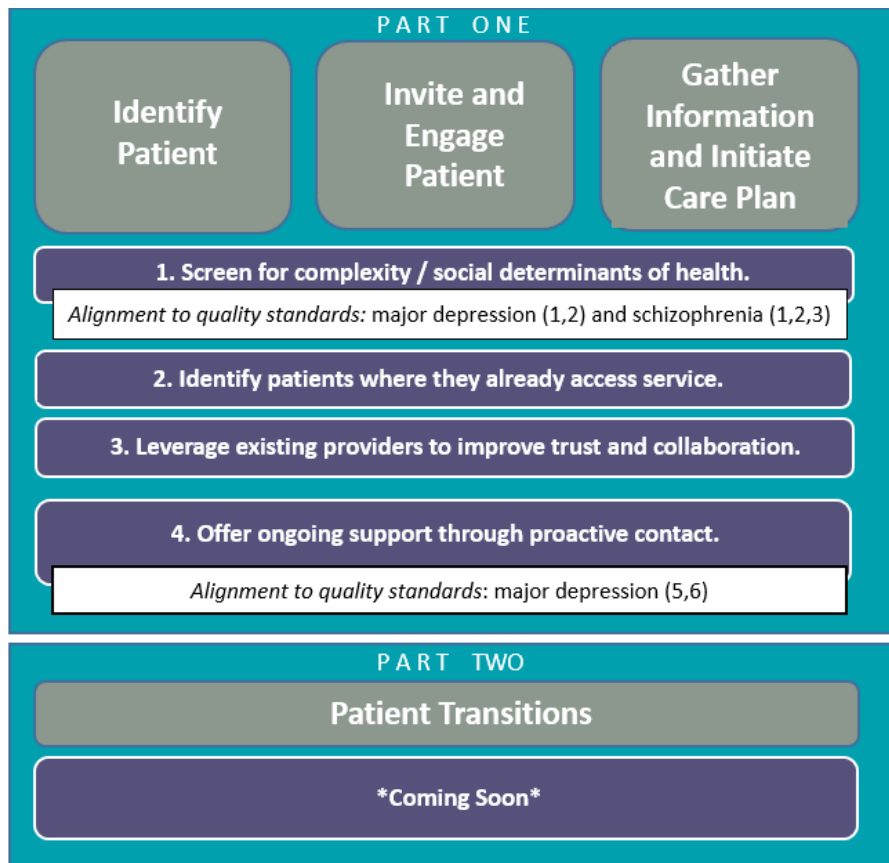 PART ONE
Identify
Patient
Invite and
Engage
Patient
Gather
Information
and Initiate
Care Plan
1. Screen for complexity / social determinants of health.
Alignment to quality standards: major depression (1,2) and schizophrenia (1,2,3)
2. Identify patients where they already access service.
3. Leverage existing providers to improve trust and collaboration.
4. Offer ongoing support through proactive contact.
Alignment to quality standards: major depression (5,6)
PART TWO
Patient Transitions
*Coming Soon*